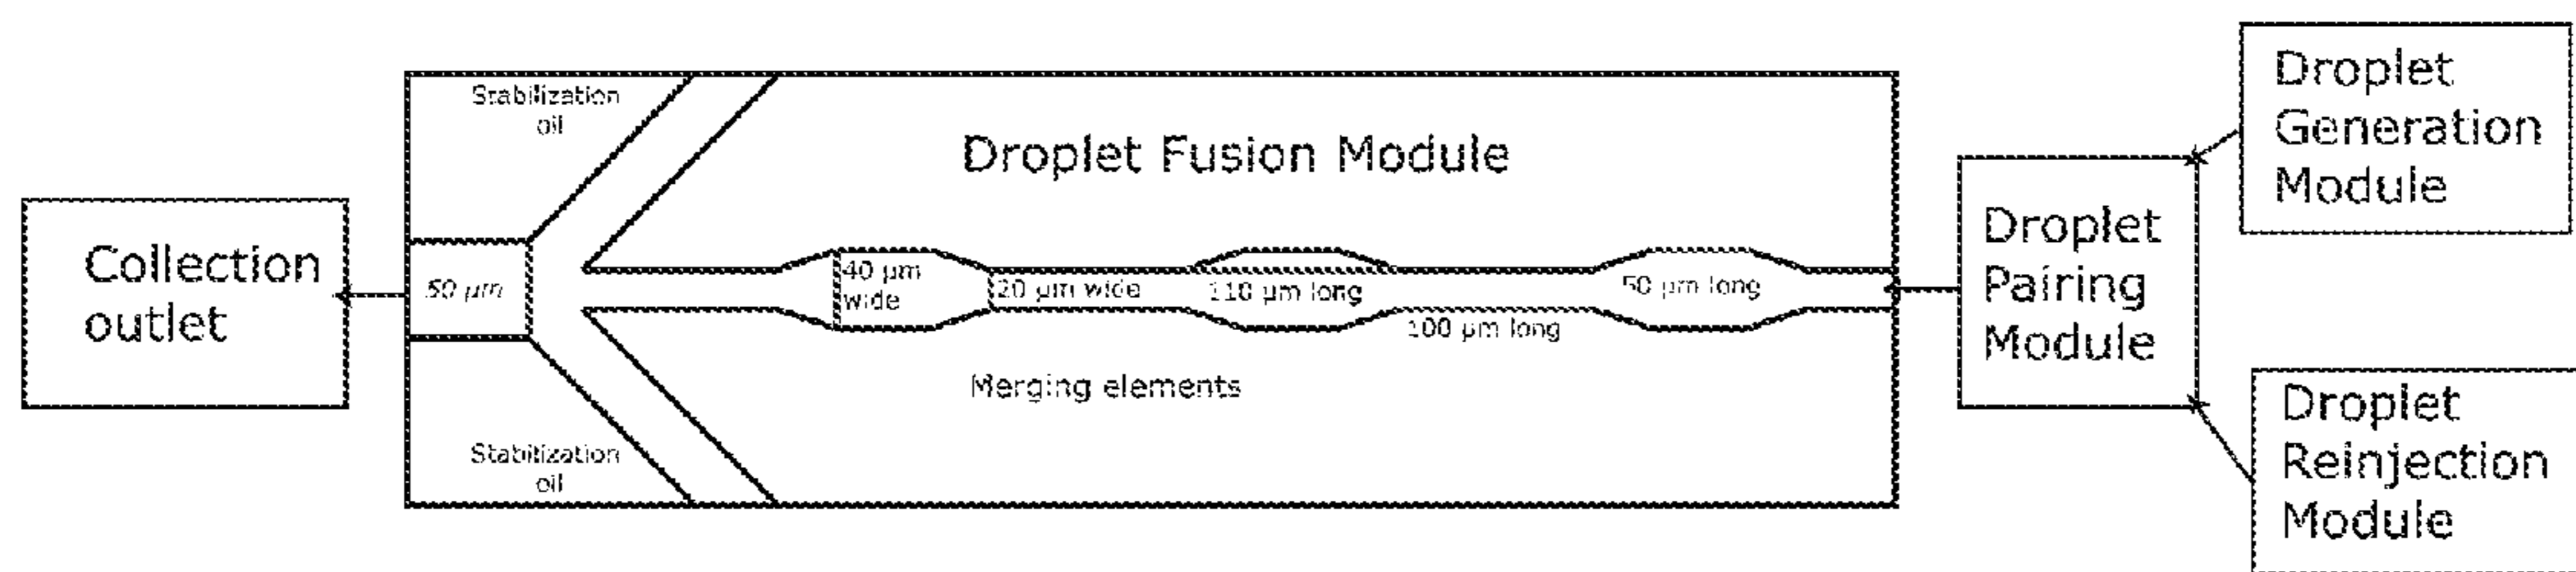 Collection
outlet
Stabilization
oil
50 µm
Stabilization
oil
Droplet Fusion Module
40 µm
wide
20 µm wide
110 µm long
100 µm long
50 µm long
Merging elements
Droplet
Pairing
Module
Droplet
Generation
Module
Droplet
Reinjection
Module